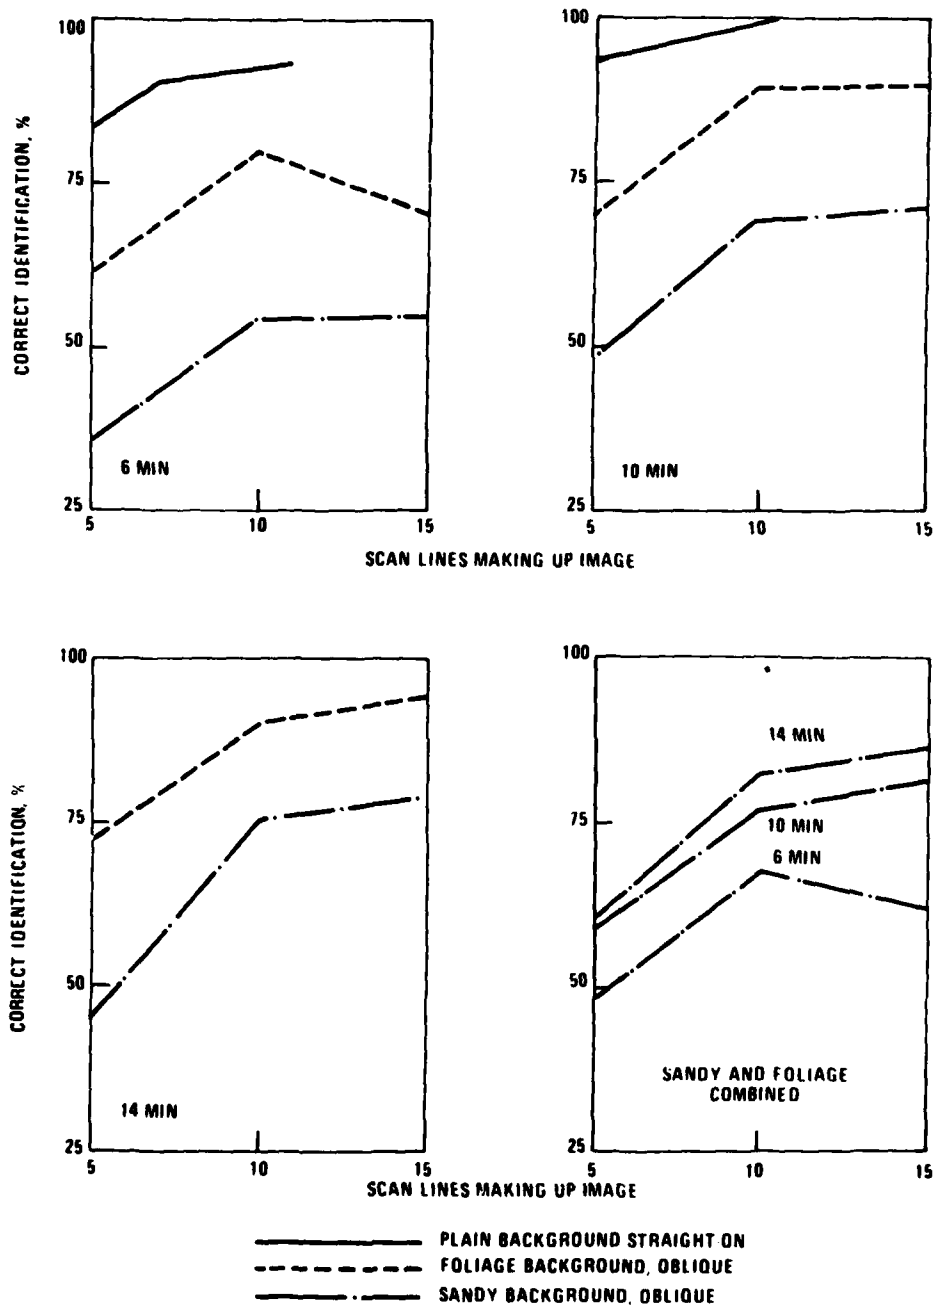 100
75
50
25
CORRECT IDENTIFICATION, %
6 MIN
5 10 15
100
75
50
25
10 MIN
5 10 15
SCAN LINES MAKING UP IMAGE
100
75
50
25
CORRECT IDENTIFICATION, %
14 MIN
5 10 15
100
75
50
25
14 MIN
10 MIN
6 MIN
SANDY AND FOLIAGE
COMBINED
5 10 15
SCAN LINES MAKING UP IMAGE
PLAIN BACKGROUND STRAIGHT ON
FOLIAGE BACKGROUND, OBLIQUE
SANDY BACKGROUND, OBLIQUE